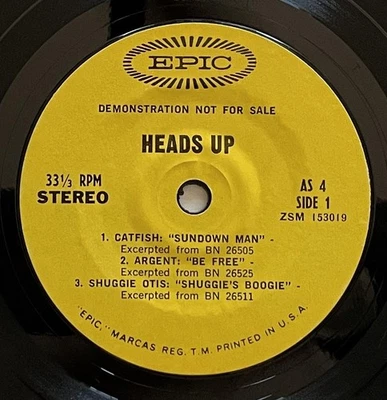 EPIC
DEMONSTRATION NOT FOR SALE
HEADS UP
33⅓ RPM
STEREO
AS 4
SIDE 1
ZSM 153019
1. CATFISH: "SUNDOWN MAN" -
Excerpted from BN 26505
2. ARGENT: "BE FREE" -
Excerpted from BN 26525
3. SHUGGIE OTIS: "SHUGGIE'S BOOGIE" -
Excerpted from BN 26511
"EPIC," MARCAS REG. T.M. PRINTED IN U.S.A.